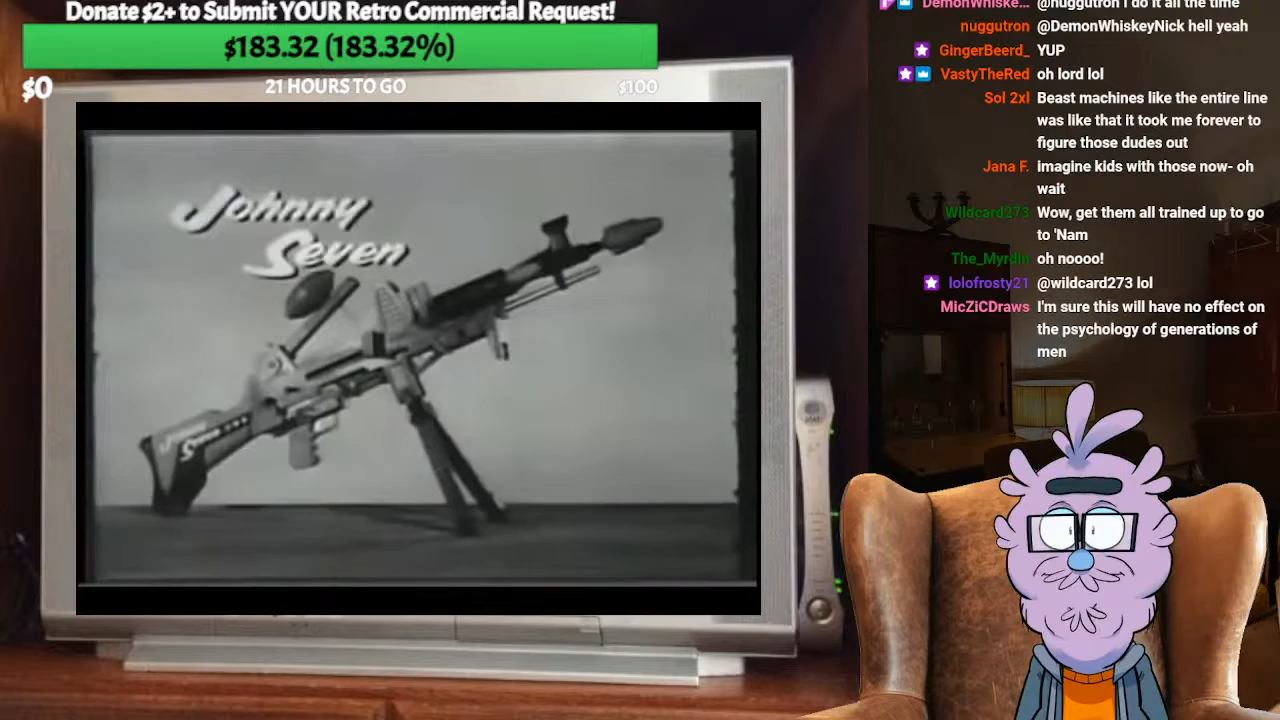 Donate $2+ to Submit YOUR Retro Commercial Request!
$183.32 (183.32%)
$0
21 HOURS TO GO
$100
Johnny
Seven
DemonWhiske... @nuggutron I do it all the time
nuggutron @DemonWhiskeyNick hell yeah
GingerBeerd_ YUP
VastyTheRed oh lord lol
Sol 2xl Beast machines like the entire line
was like that it took me forever to
figure those dudes out
Jana F. imagine kids with those now- oh
wait
Wildcard273 Wow, get them all trained up to go
to 'Nam
The_Myrdin oh noooo!
lolofrosty21 @wildcard273 lol
MicZiCDraws I'm sure this will have no effect on
the psychology of generations of
men